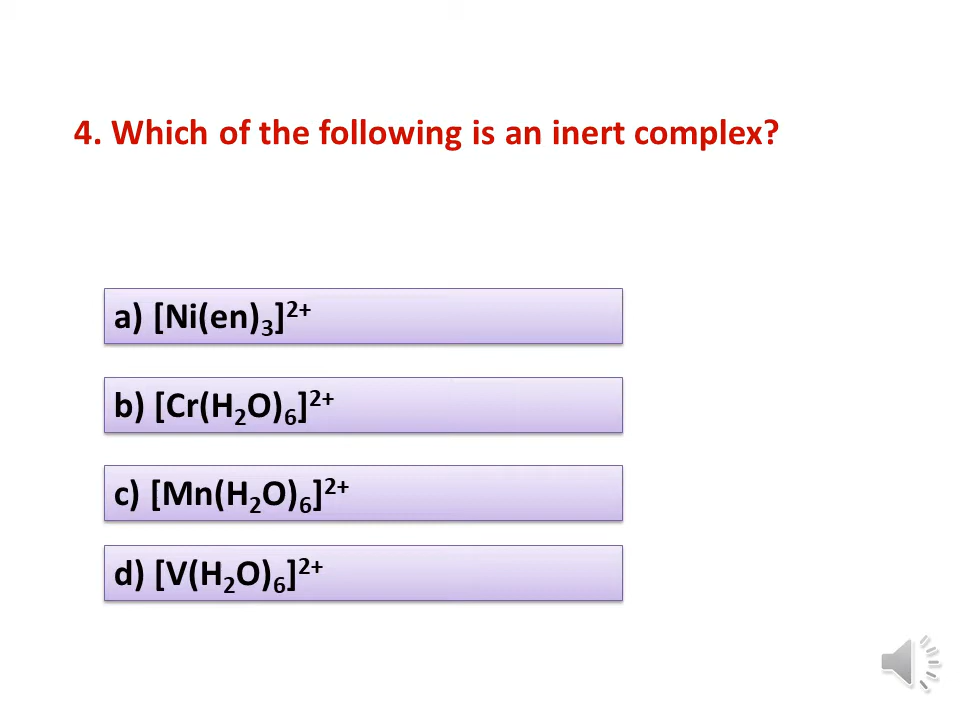 4. Which of the following is an inert complex?
a) [Ni(en)₃]²⁺
b) [Cr(H₂O)₆]²⁺
c) [Mn(H₂O)₆]²⁺
d) [V(H₂O)₆]²⁺